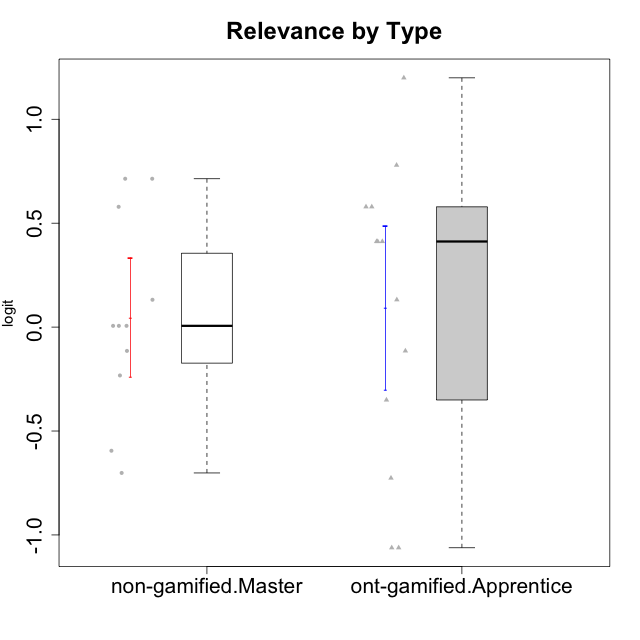 Relevance by Type
logit
1.0
0.5
0.0
-0.5
-1.0
non-gamified.Master
ont-gamified.Apprentice